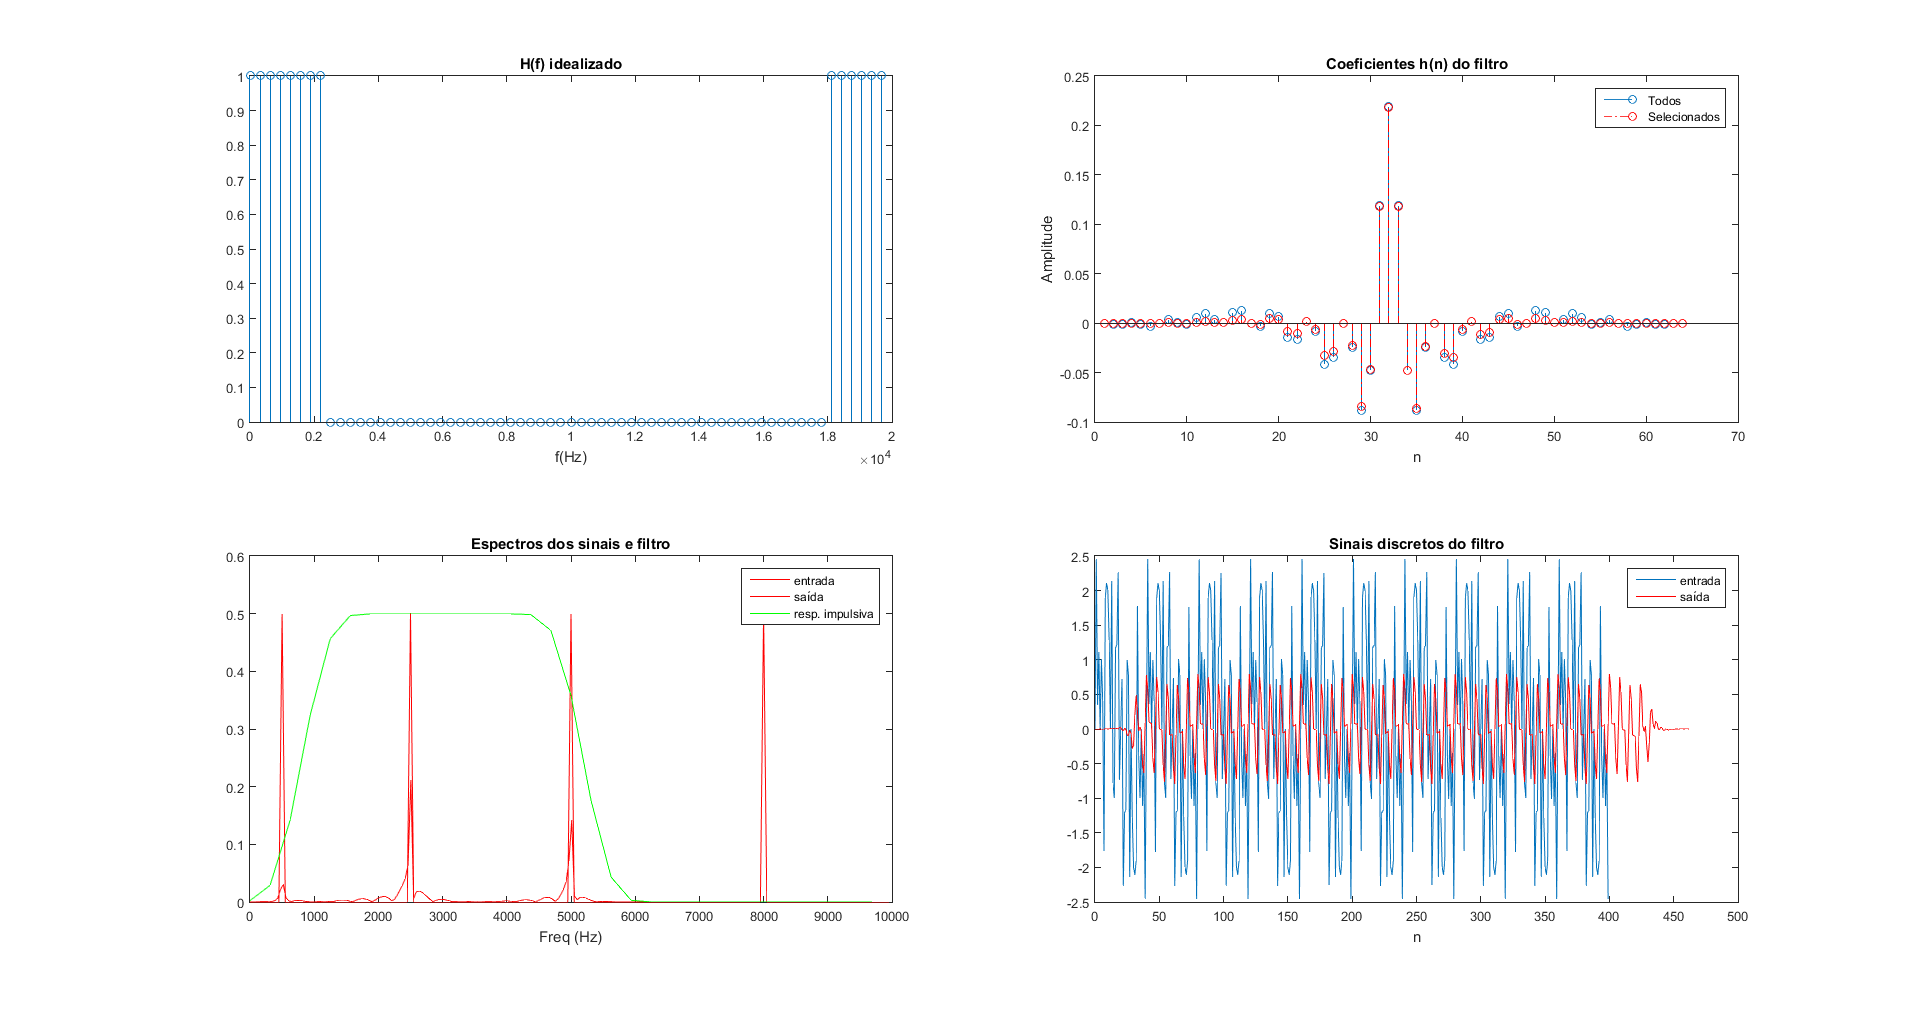 H(f) idealizado
1
0.9
0.8
0.7
0.6
0.5
0.4
0.3
0.2
0.1
0
0 0.2 0.4 0.6 0.8 1 1.2 1.4 1.6 1.8 2
f(Hz)
×10^4
Coeficientes h(n) do filtro
Todos
Selecionados
0.25
0.2
0.15
0.1
0.05
0
-0.05
-0.1
Amplitude
0 10 20 30 40 50 60 70
n
Espectros dos sinais e filtro
entrada
saída
resp. impulsiva
0.6
0.5
0.4
0.3
0.2
0.1
0
0 1000 2000 3000 4000 5000 6000 7000 8000 9000 10000
Freq (Hz)
Sinais discretos do filtro
entrada
saída
2.5
2
1.5
1
0.5
0
-0.5
-1
-1.5
-2
-2.5
0 50 100 150 200 250 300 350 400 450 500
n